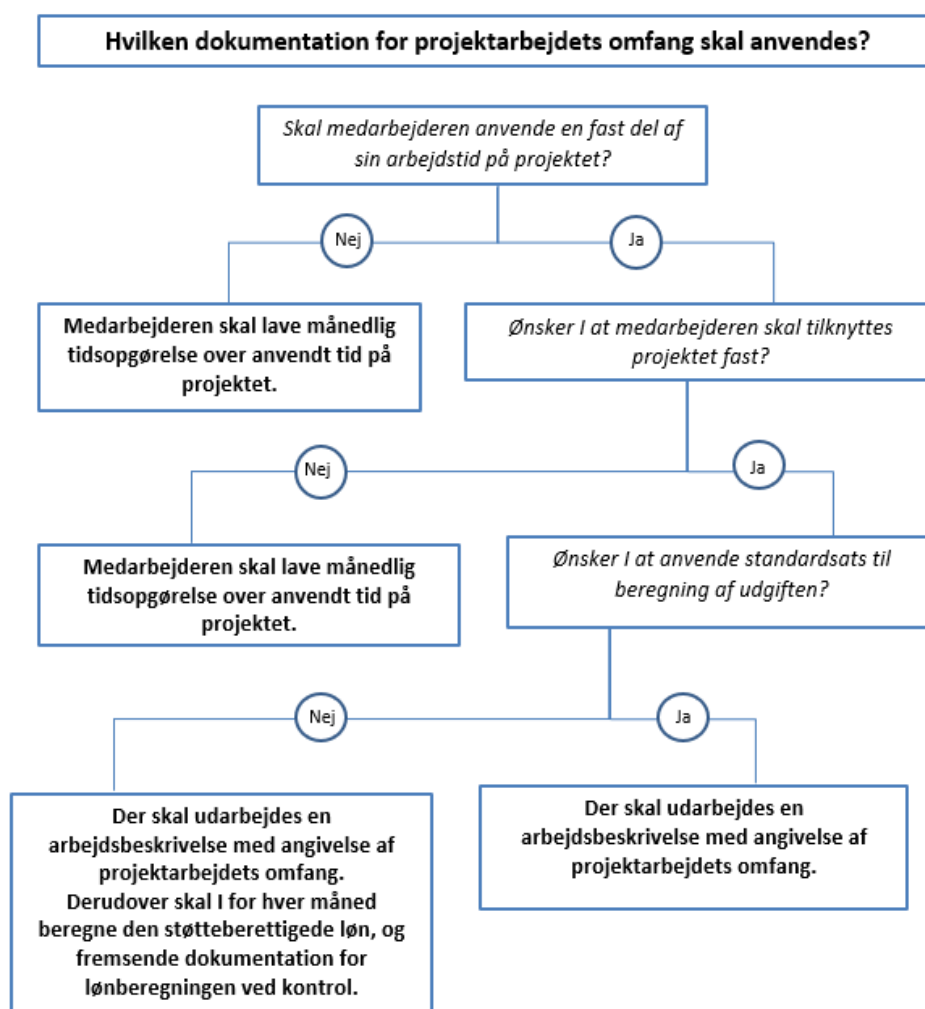 Hvilken dokumentation for projektarbejdets omfang skal anvendes?
Skal medarbejderen anvende en fast del af
sin arbejdstid på projektet?
Nej
Ja
Medarbejderen skal lave månedlig
tidsopgørelse over anvendt tid på
projektet.
Ønsker I at medarbejderen skal tilknyttes
projektet fast?
Nej
Ja
Medarbejderen skal lave månedlig
tidsopgørelse over anvendt tid på
projektet.
Ønsker I at anvende standardsats til
beregning af udgiften?
Nej
Ja
Der skal udarbejdes en
arbejdsbeskrivelse med angivelse af
projektarbejdets omfang.
Derudover skal I for hver måned
beregne den støtteberettigede løn, og
fremsende dokumentation for
lønberegningen ved kontrol.
Der skal udarbejdes en
arbejdsbeskrivelse med angivelse af
projektarbejdets omfang.